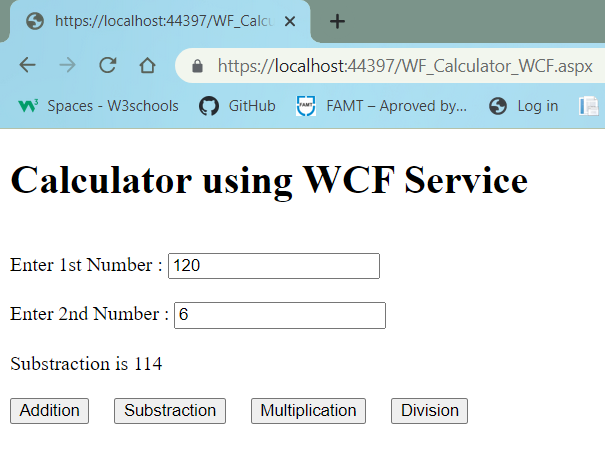 https://localhost:44397/WF_Calc
https://localhost:44397/WF_Calculator_WCF.aspx
Spaces - W3schools GitHub FAMT – Aproved by... Log in
Calculator using WCF Service
Enter 1st Number : 120
Enter 2nd Number : 6
Substraction is 114
Addition Substraction Multiplication Division